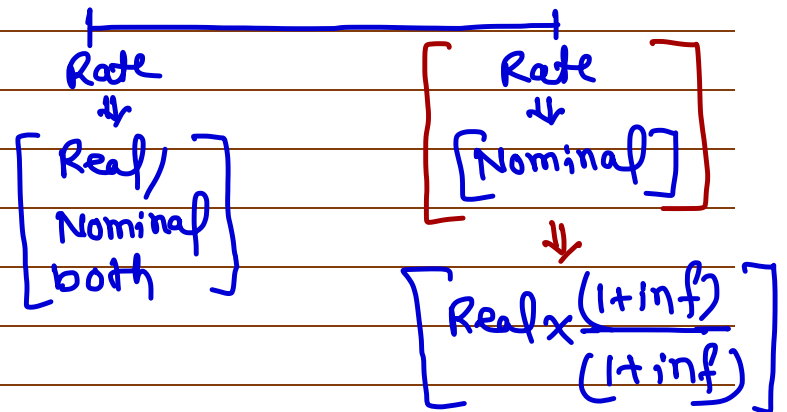 Rate
⇓
[Real,
Nominal
both]
[Rate]
⇓
[Nominal]
⇓
[Real × (1+inf)
(1+inf)]